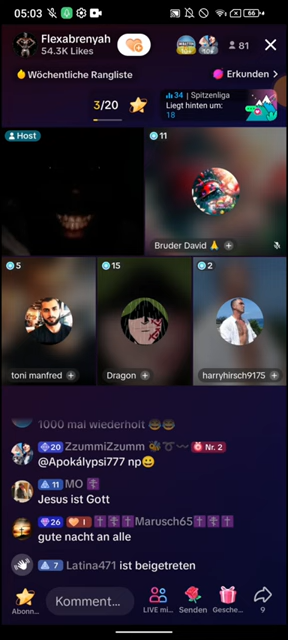 05:03
66
Flexabrenyah
54.3K Likes
81
Wöchentliche Rangliste
Erkunden >
3/20
34 | Spitzenliga
Liegt hinten um:
18
Host
11
Bruder David 🙏 +
5
15
2
toni manfred +
Dragon +
harryhirsch9175 +
1000 mal wiederholt 😄😄
20 ZzummiZzumm Nr. 2
@Apokálypsi777 np😃
11 MO ☦
Jesus ist Gott
26 I ✝✝✝Marusch65✝✝✝
gute nacht an alle
7 Latina471 ist beigetreten
Abonn...
Komment...
LIVE mi...
Senden
Gesche...
9